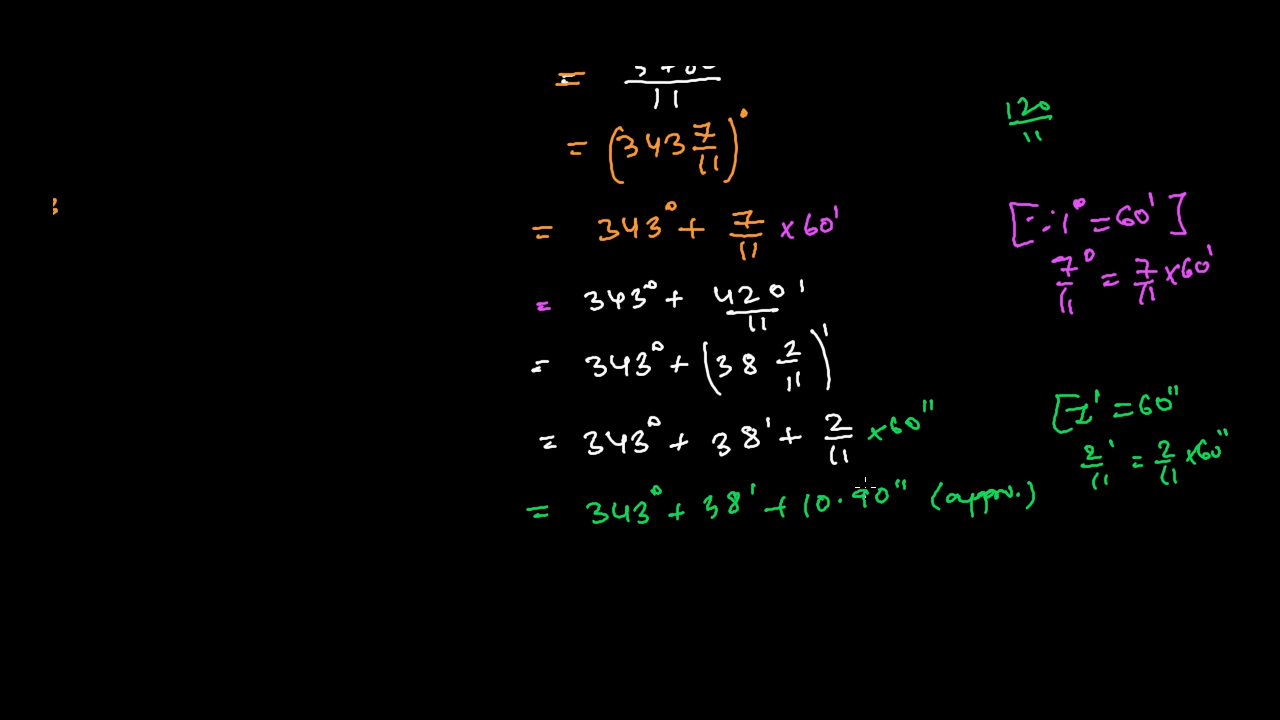 = /11
= (343 7/11)°
120/11
= 343° + 7/11 × 60'
[∵ 1° = 60']
= 343° + 420'/11
7°/11 = 7/11 × 60'
= 343° + (38 2/11)'
= 343° + 38' + 2/11 × 60"
[1' = 60"
2'/11 = 2/11 × 60"
= 343° + 38' + 10.90" (approx.)